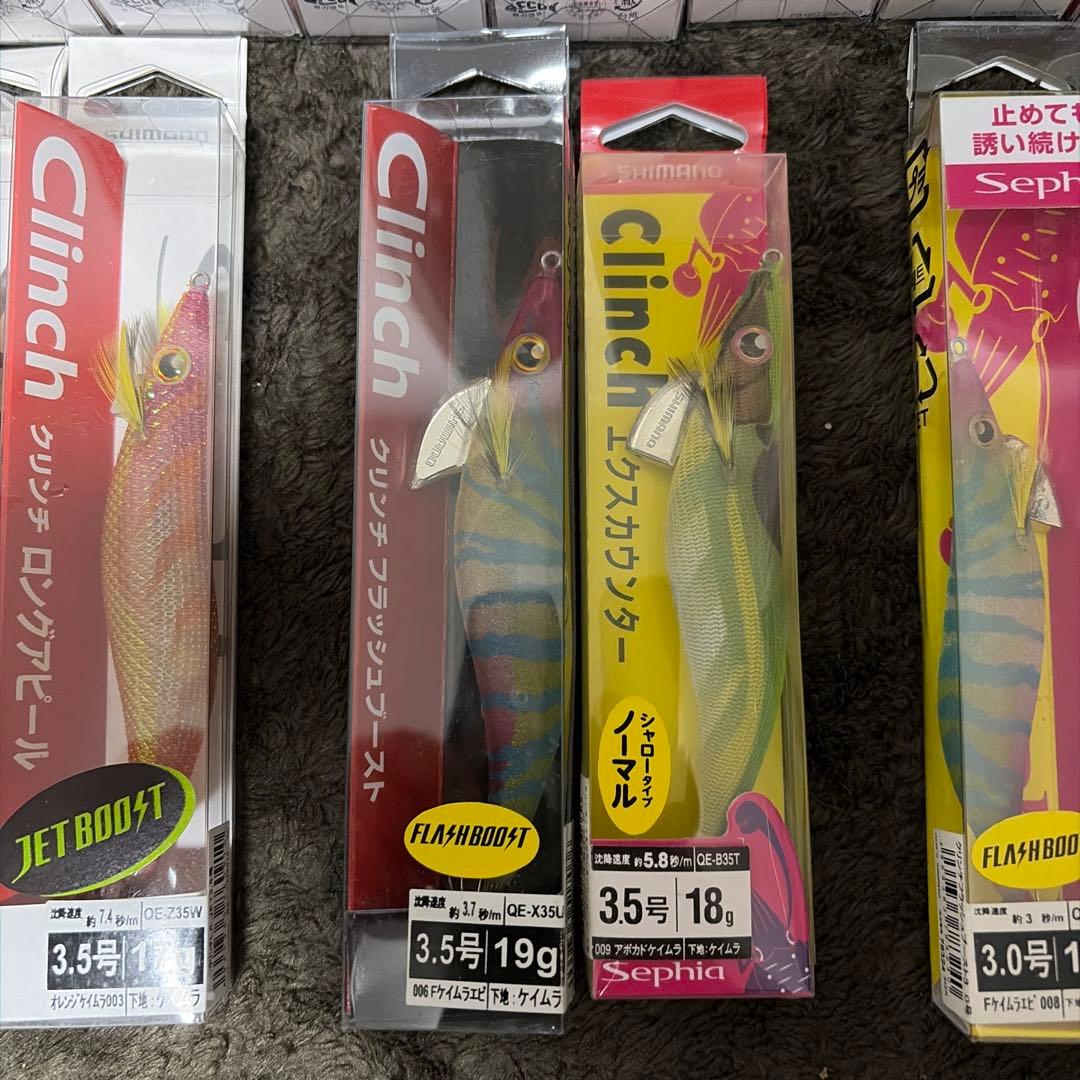 SHIMANO
Clinch
クリンチ ロングアピール
JET BOOST
沈降速度 約7.4秒/m QE-Z35W
3.5号
オレンジケイムラ003 下地:ケイムラ
Clinch
クリンチ フラッシュブースト
SHIMANO
FLASHBOOST
沈降速度 約3.7秒/m QE-X35U
3.5号 19g
006 Fケイムラエビ 下地:ケイムラ
SHIMANO
Clinch エクスカウンター
SHIMANO
シャロータイプ
ノーマル
沈降速度 約5.8秒/m QE-B35T
3.5号 18g
009 アボカドケイムラ 下地:ケイムラ
Sephia
止めても
誘い続け
Seph
FLASHBOO
沈降速度 約3秒/m
3.0号
Fケイムラエビ 008